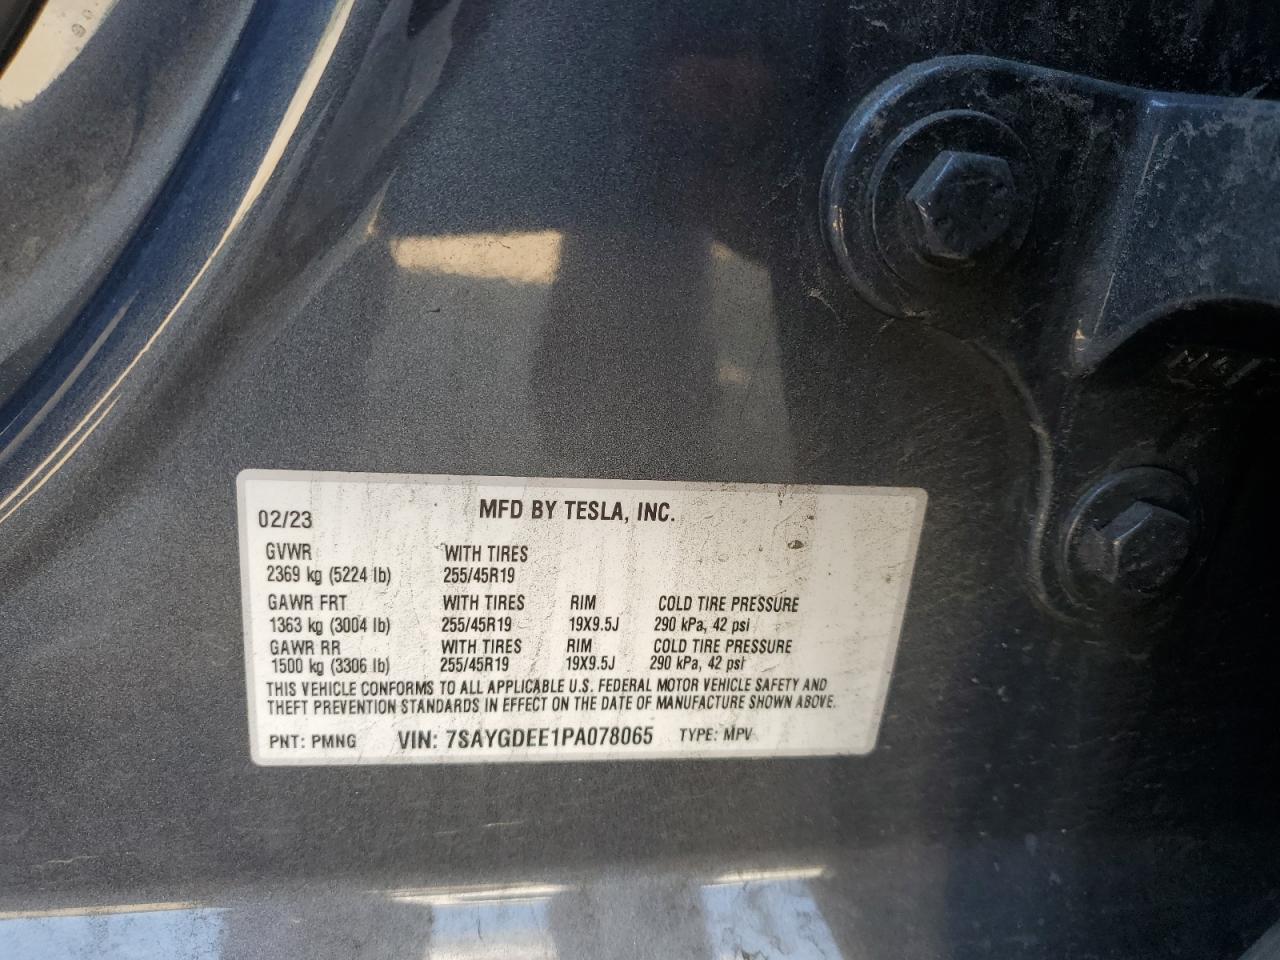 02/23 MFD BY TESLA, INC.
GVWR WITH TIRES
2369 kg (5224 lb) 255/45R19
GAWR FRT WITH TIRES RIM COLD TIRE PRESSURE
1363 kg (3004 lb) 255/45R19 19X9.5J 290 kPa, 42 psi
GAWR RR WITH TIRES RIM COLD TIRE PRESSURE
1500 kg (3306 lb) 255/45R19 19X9.5J 290 kPa, 42 psi
THIS VEHICLE CONFORMS TO ALL APPLICABLE U.S. FEDERAL MOTOR VEHICLE SAFETY AND
THEFT PREVENTION STANDARDS IN EFFECT ON THE DATE OF MANUFACTURE SHOWN ABOVE.
PNT: PMNG VIN: 7SAYGDEE1PA078065 TYPE: MPV